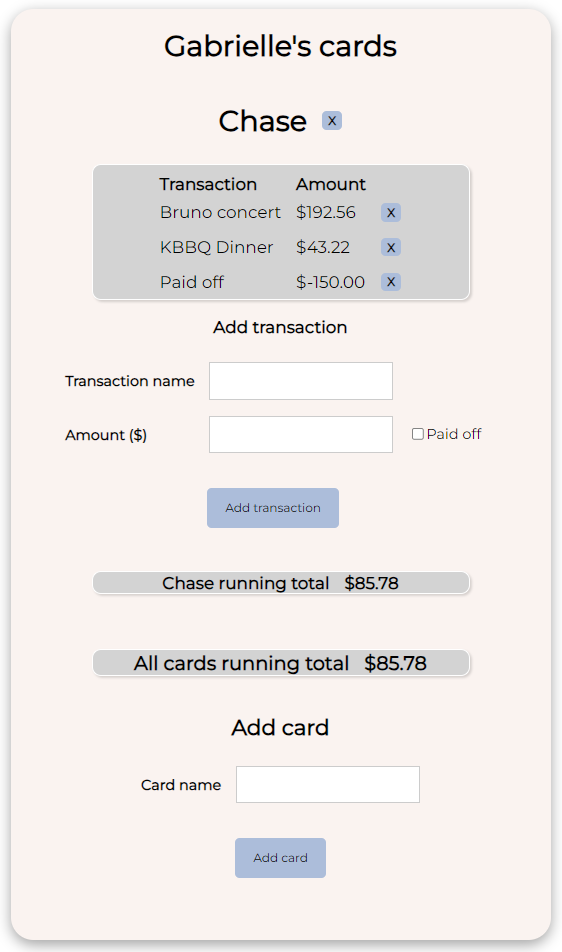 Gabrielle's cards
Chase X
Transaction Amount
Bruno concert $192.56 X
KBBQ Dinner $43.22 X
Paid off $-150.00 X
Add transaction
Transaction name
Amount ($) Paid off
Add transaction
Chase running total $85.78
All cards running total $85.78
Add card
Card name
Add card